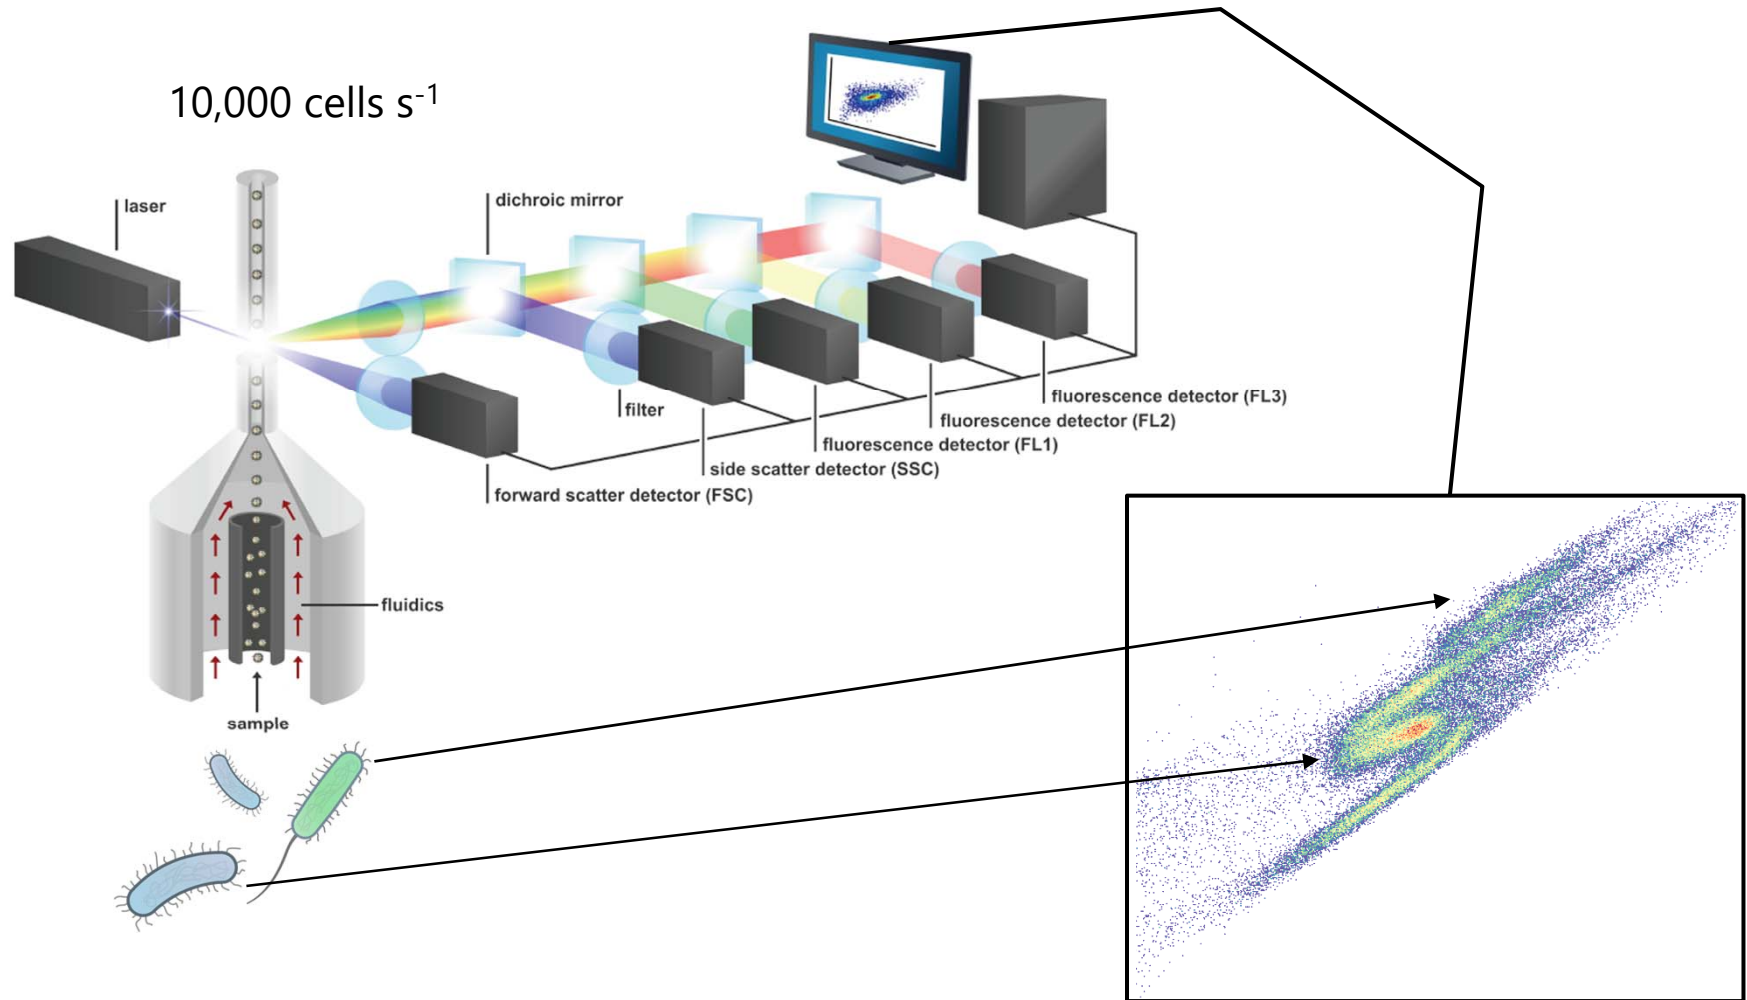 10,000 cells s⁻¹
laser
dichroic mirror
filter
fluorescence detector (FL3)
fluorescence detector (FL2)
fluorescence detector (FL1)
side scatter detector (SSC)
forward scatter detector (FSC)
fluidics
sample